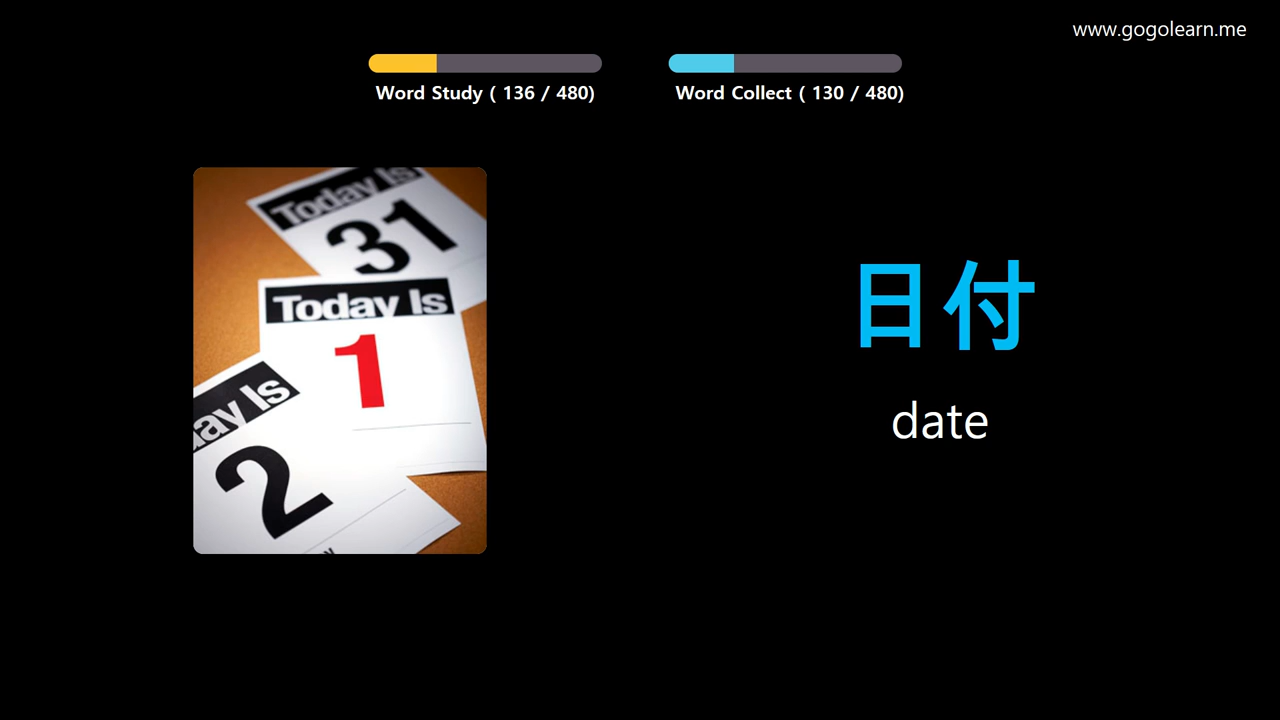 www.gogolearn.me
Word Study ( 136 / 480)
Word Collect ( 130 / 480)
Today Is
31
Today Is
1
day Is
2
日付
date